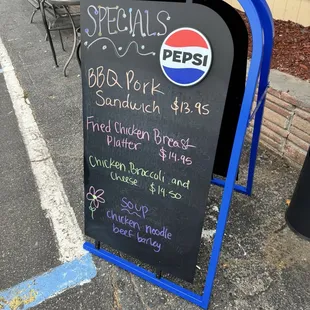 SPECIALS
PEPSI
BBQ Pork
Sandwich $13.95
Fried Chicken Breast
Platter $14.95
Chicken, Broccoli, and
Cheese $14.50
SOUP
chicken noodle
beef barley